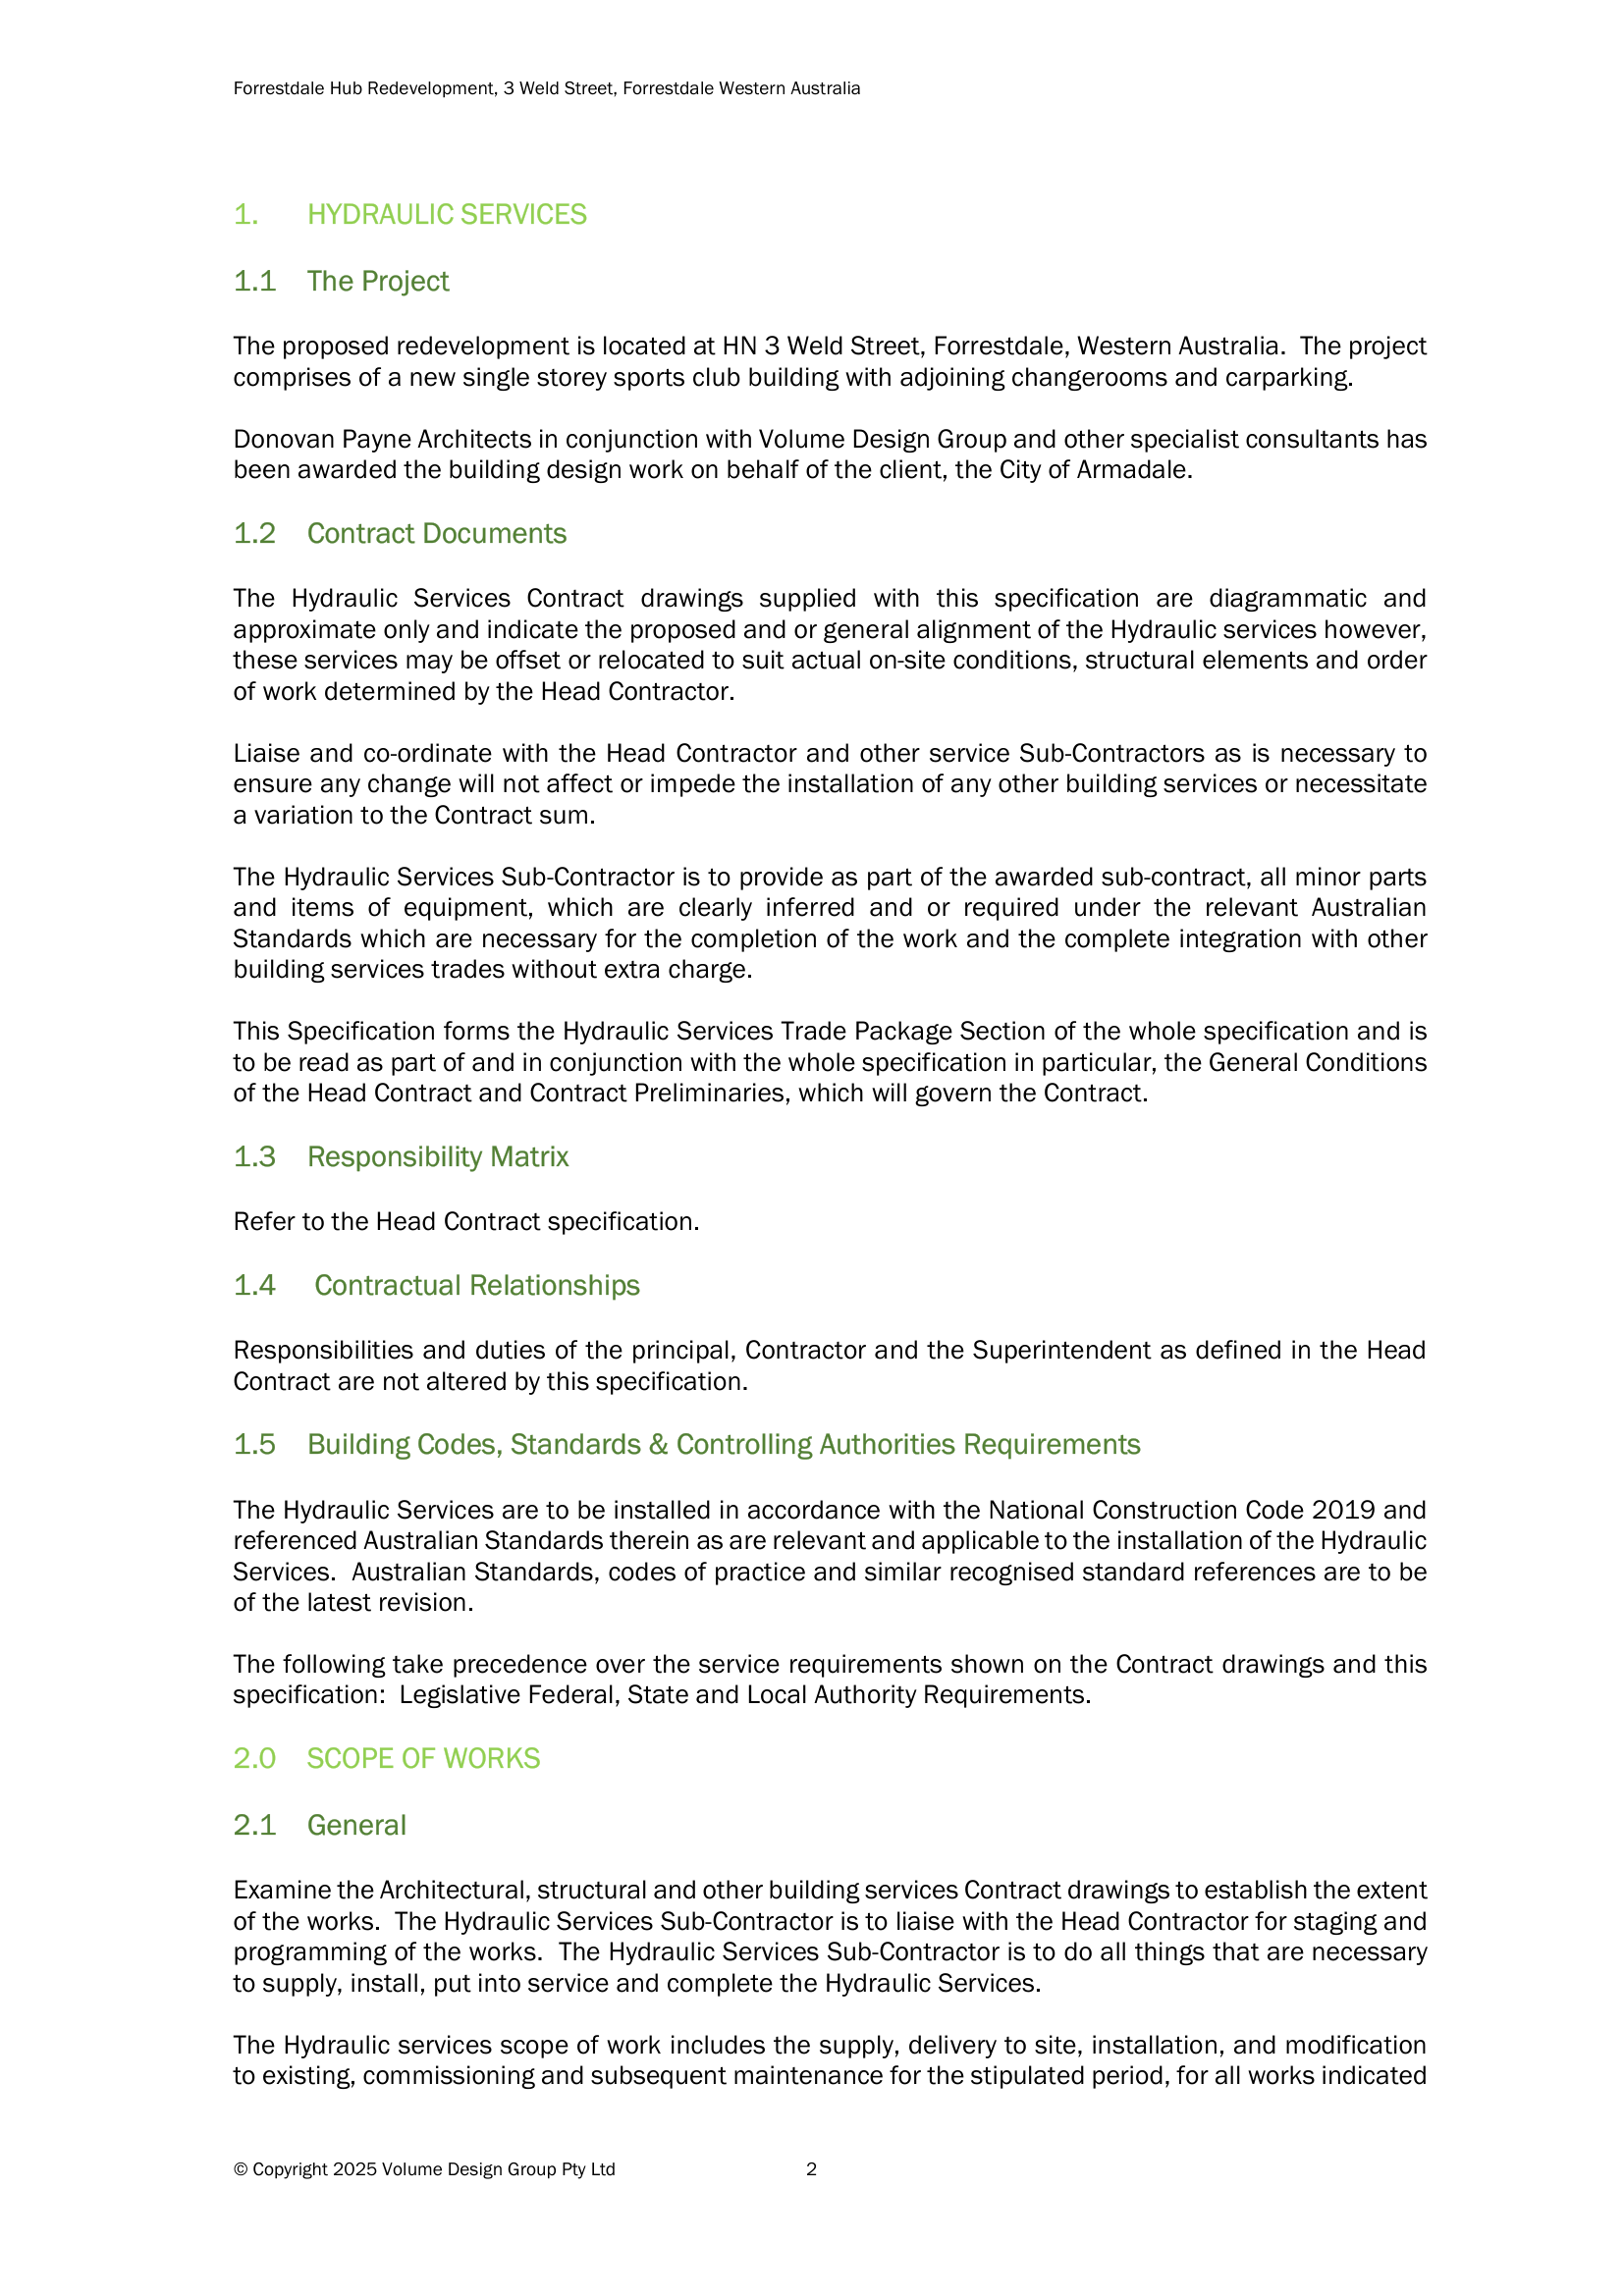 Forrestdale Hub Redevelopment, 3 Weld Street, Forrestdale Western Australia
1. HYDRAULIC SERVICES
1.1 The Project
The proposed redevelopment is located at HN 3 Weld Street, Forrestdale, Western Australia. The project
comprises of a new single storey sports club building with adjoining changerooms and carparking.
Donovan Payne Architects in conjunction with Volume Design Group and other specialist consultants has
been awarded the building design work on behalf of the client, the City of Armadale.
1.2 Contract Documents
The Hydraulic Services Contract drawings supplied with this specification are diagrammatic and
approximate only and indicate the proposed and or general alignment of the Hydraulic services however,
these services may be offset or relocated to suit actual on-site conditions, structural elements and order
of work determined by the Head Contractor.
Liaise and co-ordinate with the Head Contractor and other service Sub-Contractors as is necessary to
ensure any change will not affect or impede the installation of any other building services or necessitate
a variation to the Contract sum.
The Hydraulic Services Sub-Contractor is to provide as part of the awarded sub-contract, all minor parts
and items of equipment, which are clearly inferred and or required under the relevant Australian
Standards which are necessary for the completion of the work and the complete integration with other
building services trades without extra charge.
This Specification forms the Hydraulic Services Trade Package Section of the whole specification and is
to be read as part of and in conjunction with the whole specification in particular, the General Conditions
of the Head Contract and Contract Preliminaries, which will govern the Contract.
1.3 Responsibility Matrix
Refer to the Head Contract specification.
1.4 Contractual Relationships
Responsibilities and duties of the principal, Contractor and the Superintendent as defined in the Head
Contract are not altered by this specification.
1.5 Building Codes, Standards & Controlling Authorities Requirements
The Hydraulic Services are to be installed in accordance with the National Construction Code 2019 and
referenced Australian Standards therein as are relevant and applicable to the installation of the Hydraulic
Services. Australian Standards, codes of practice and similar recognised standard references are to be
of the latest revision.
The following take precedence over the service requirements shown on the Contract drawings and this
specification: Legislative Federal, State and Local Authority Requirements.
2.0 SCOPE OF WORKS
2.1 General
Examine the Architectural, structural and other building services Contract drawings to establish the extent
of the works. The Hydraulic Services Sub-Contractor is to liaise with the Head Contractor for staging and
programming of the works. The Hydraulic Services Sub-Contractor is to do all things that are necessary
to supply, install, put into service and complete the Hydraulic Services.
The Hydraulic services scope of work includes the supply, delivery to site, installation, and modification
to existing, commissioning and subsequent maintenance for the stipulated period, for all works indicated
© Copyright 2025 Volume Design Group Pty Ltd 2